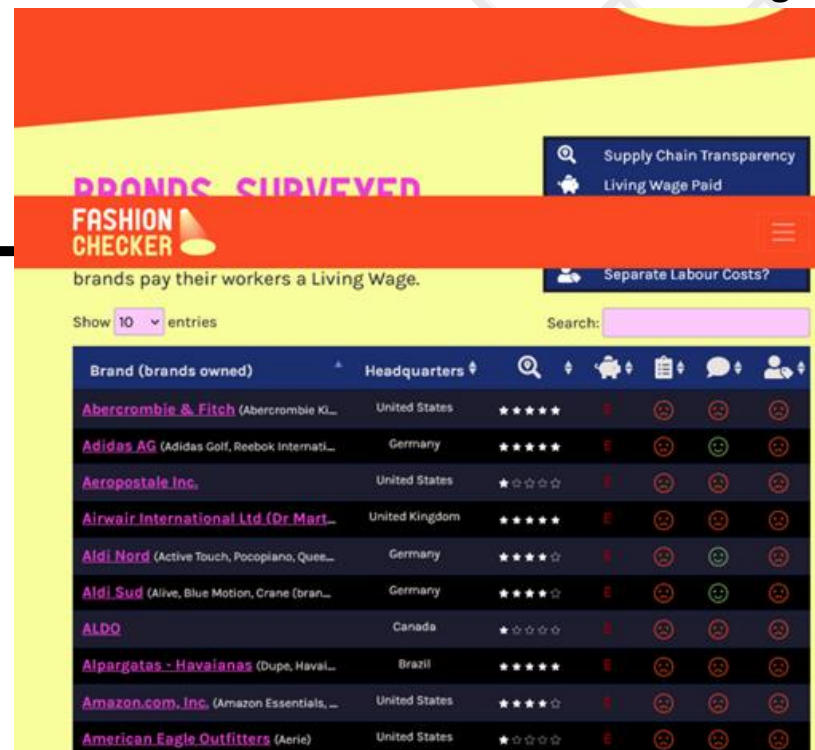 Supply Chain Transparency
BRANDS SURVEYED
Living Wage Paid
FASHION
CHECKER
brands pay their workers a Living Wage.
Separate Labour Costs?
Show 10 entries
Search:
Brand (brands owned) Headquarters
Abercrombie & Fitch (Abercrombie Ki... United States ★★★★★ E
Adidas AG (Adidas Golf, Reebok Internati... Germany ★★★★★ E
Aeropostale Inc. United States ★☆☆☆☆ E
Airwair International Ltd (Dr Mart... United Kingdom ★★★★★ E
Aldi Nord (Active Touch, Pocopiano, Quee... Germany ★★★★☆ E
Aldi Sud (Alive, Blue Motion, Crane (bran... Germany ★★★★☆ E
ALDO Canada ★☆☆☆☆ E
Alpargatas - Havaianas (Dupe, Havai... Brazil ★★★★★ E
Amazon.com, Inc. (Amazon Essentials, ... United States ★★★★☆ E
American Eagle Outfitters (Aerie) United States ★☆☆☆☆ E